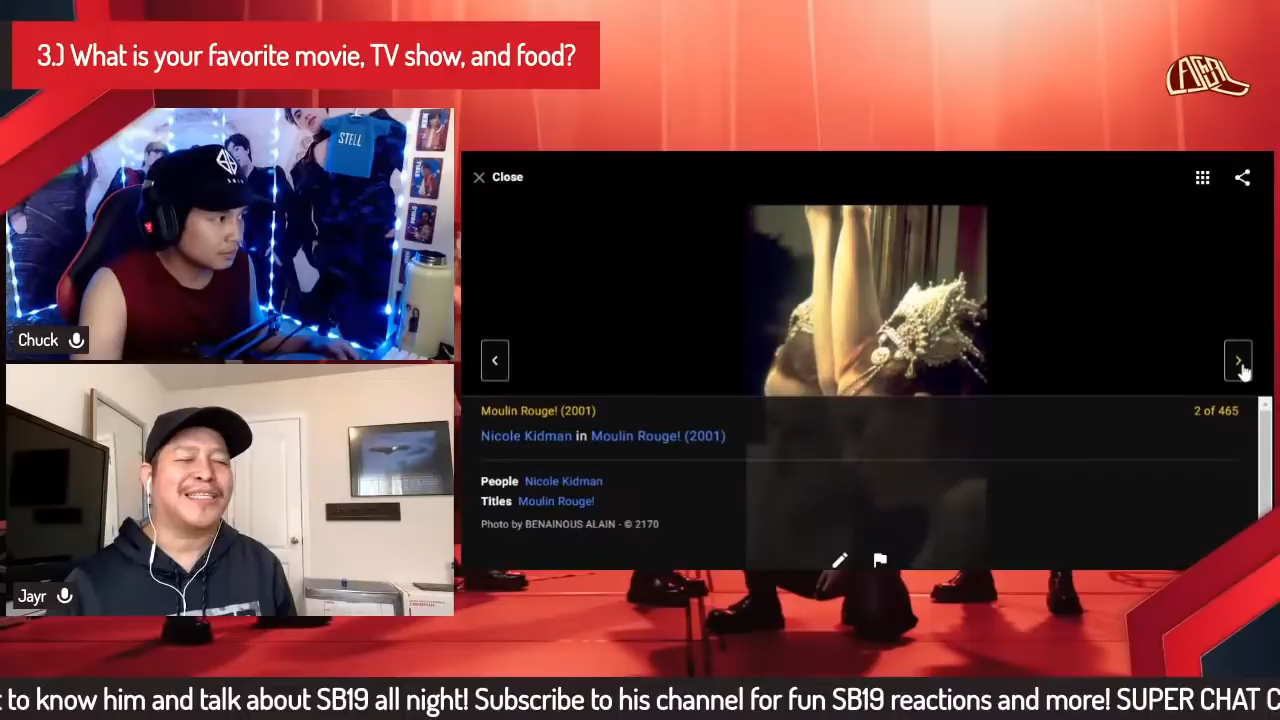 3.) What is your favorite movie, TV show, and food?
STELL
Chuck
Close
Moulin Rouge! (2001)
2 of 465
Nicole Kidman in Moulin Rouge! (2001)
People Nicole Kidman
Titles Moulin Rouge!
Photo by BENAINOUS ALAIN - © 2170
Jayr
to know him and talk about SB19 all night! Subscribe to his channel for fun SB19 reactions and more! SUPER CHAT